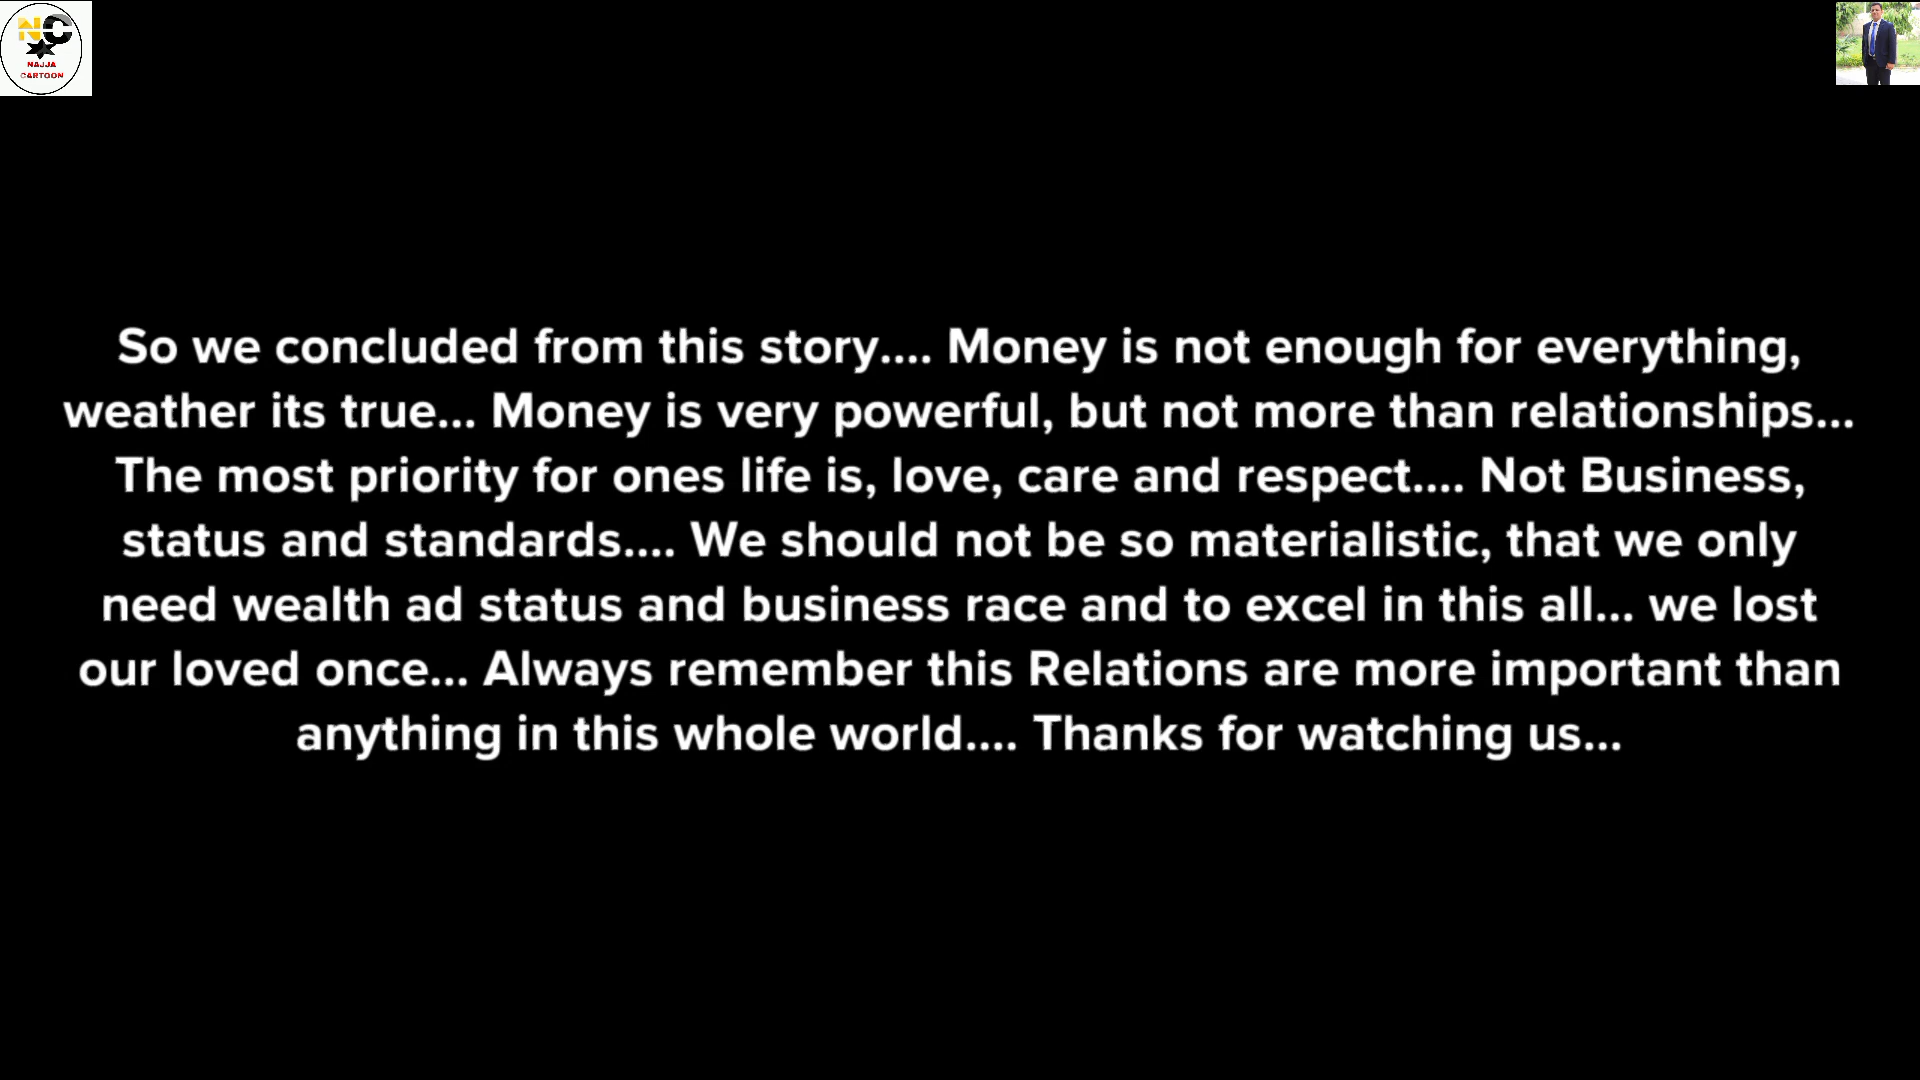 NC
NAJJA
CARTOON
So we concluded from this story.... Money is not enough for everything,
weather its true... Money is very powerful, but not more than relationships...
The most priority for ones life is, love, care and respect.... Not Business,
status and standards.... We should not be so materialistic, that we only
need wealth ad status and business race and to excel in this all... we lost
our loved once... Always remember this Relations are more important than
anything in this whole world.... Thanks for watching us...